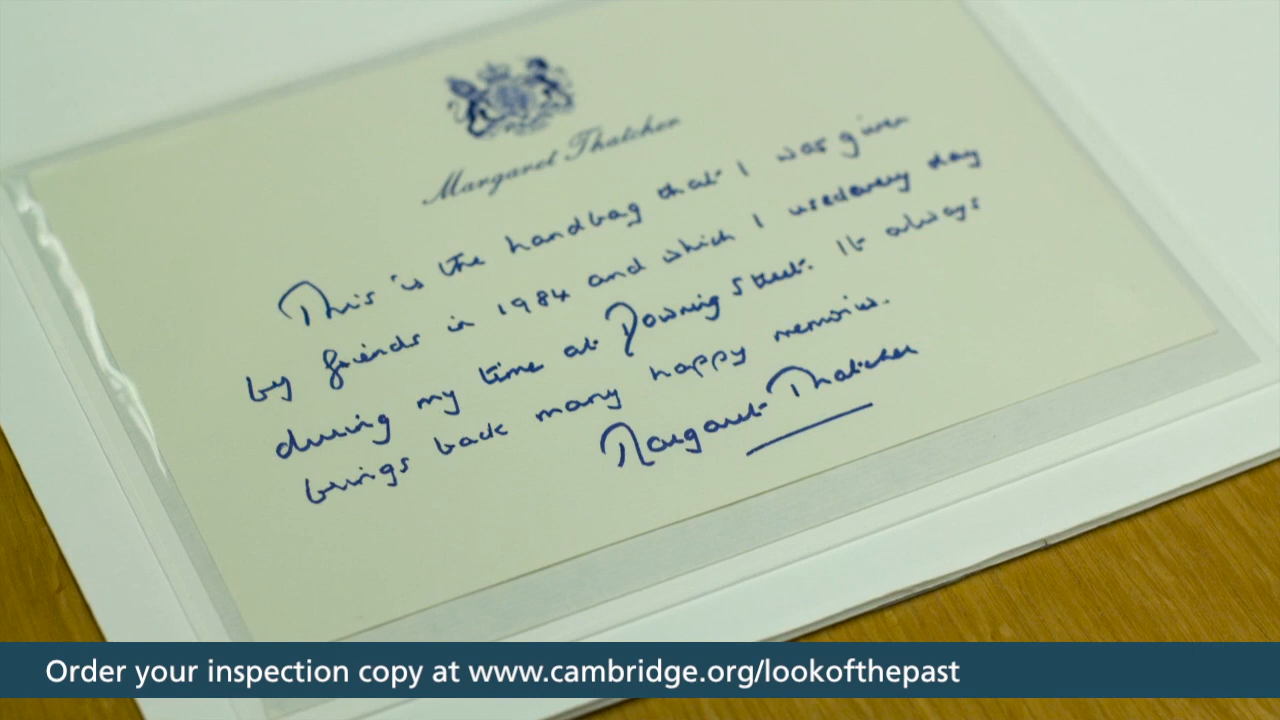 Margaret Thatcher
This is the handbag that I was given
by friends in 1984 and which I used every day
during my time at Downing Street. It always
brings back many happy memories.
Margaret Thatcher
Order your inspection copy at www.cambridge.org/lookofthepast